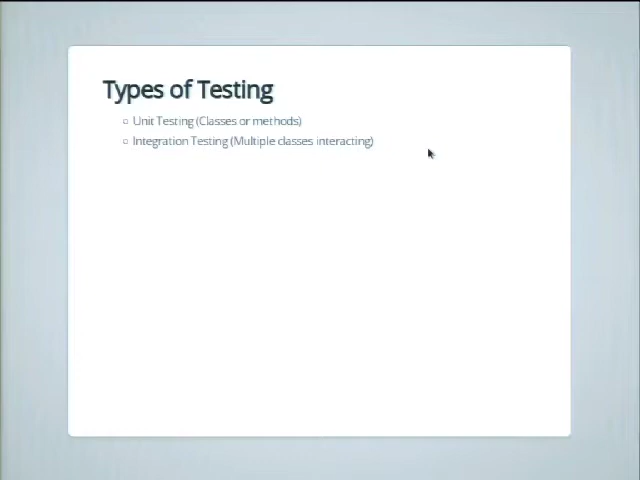 Types of Testing
Unit Testing (Classes or methods)
Integration Testing (Multiple classes interacting)